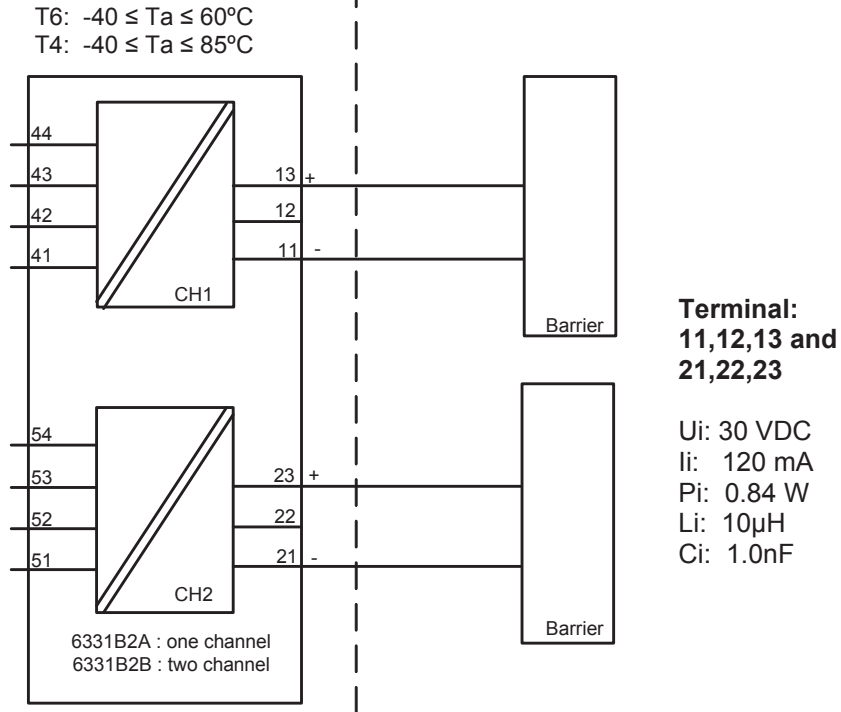 T6: -40 ≤ Ta ≤ 60ºC
T4: -40 ≤ Ta ≤ 85ºC
44
43
42
41
13 +
12
11 -
CH1
Barrier
54
53
52
51
23 +
22
21 -
CH2
Barrier
6331B2A : one channel
6331B2B : two channel
Terminal:
11,12,13 and
21,22,23
Ui: 30 VDC
Ii: 120 mA
Pi: 0.84 W
Li: 10µH
Ci: 1.0nF